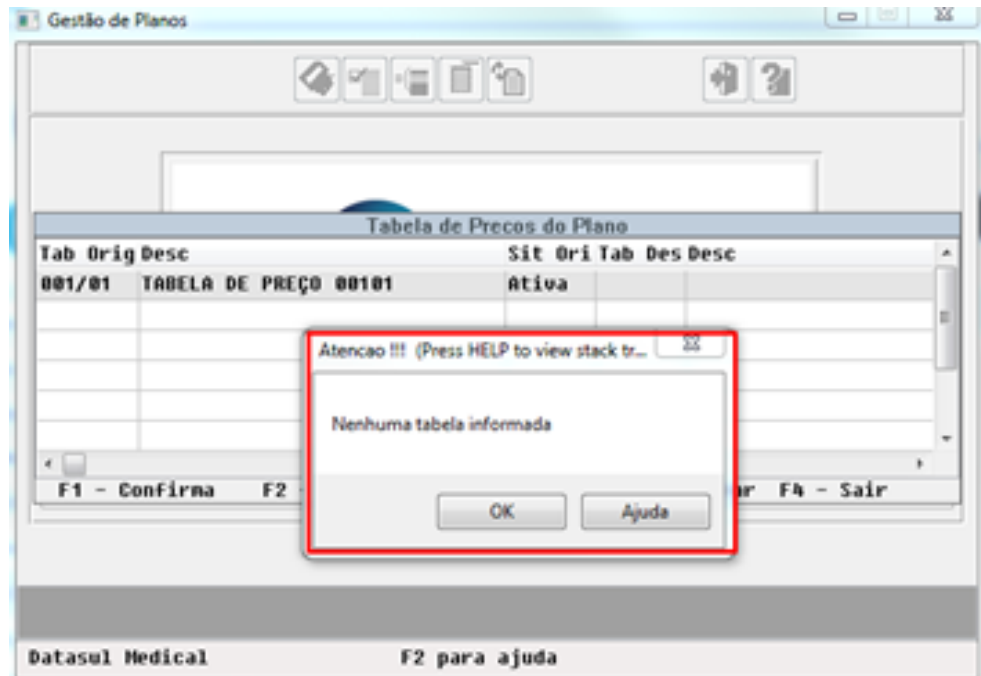 Gestão de Planos
Tabela de Precos do Plano
Tab Orig Desc Sit Ori Tab Des Desc
001/01 TABELA DE PREÇO 00101 Ativa
Atencao !!! (Press HELP to view stack tr...
Nenhuma tabela informada
OK Ajuda
F1 - Confirma F2 - ar F4 - Sair
Datasul Medical F2 para ajuda